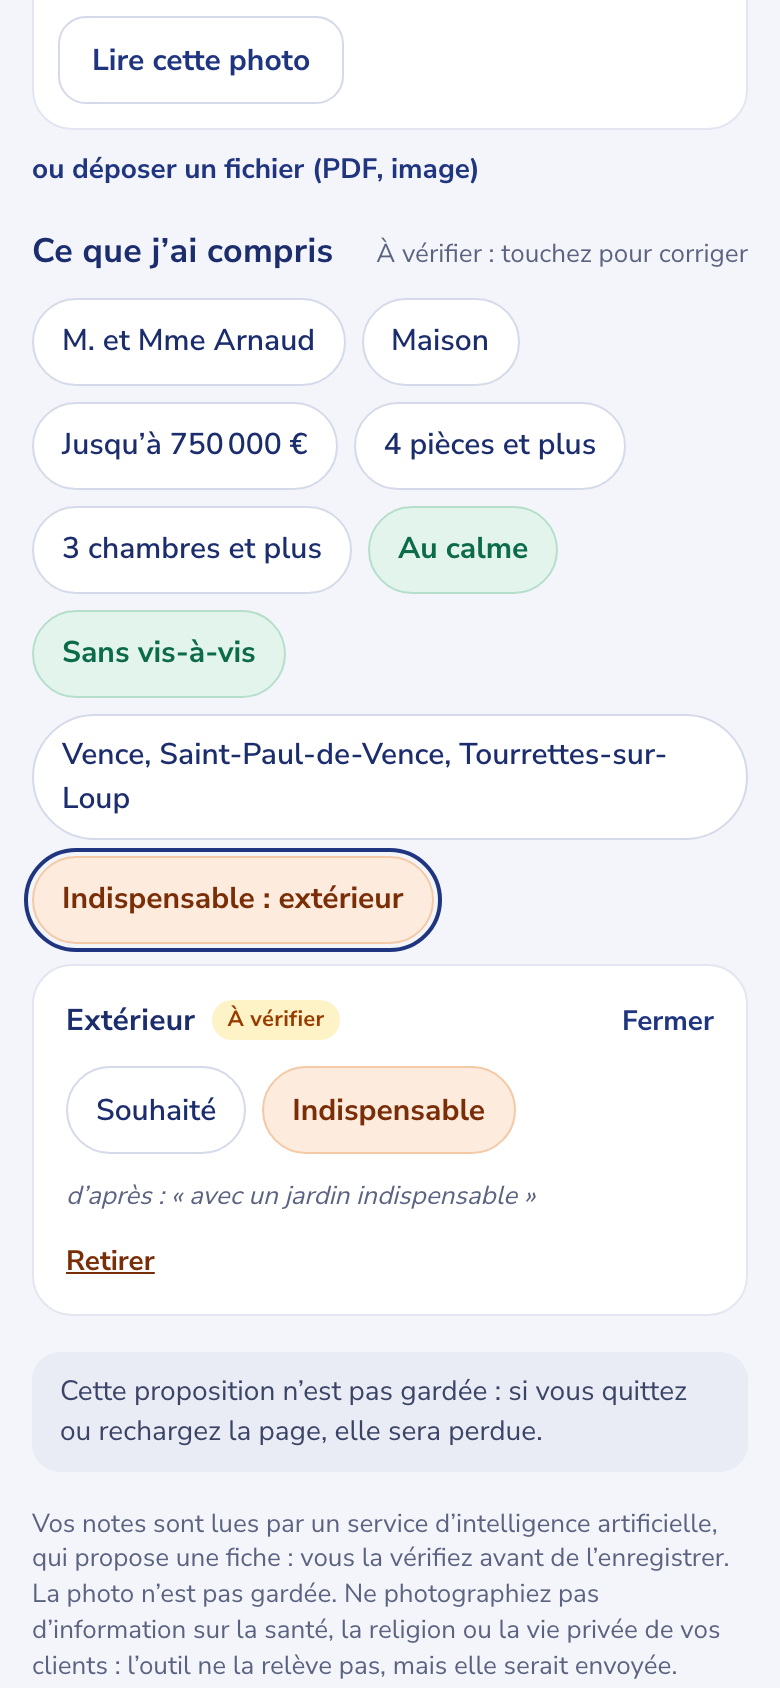 Lire cette photo
ou déposer un fichier (PDF, image)
Ce que j’ai compris
À vérifier : touchez pour corriger
M. et Mme Arnaud
Maison
Jusqu’à 750 000 €
4 pièces et plus
3 chambres et plus
Au calme
Sans vis-à-vis
Vence, Saint-Paul-de-Vence, Tourrettes-sur-
Loup
Indispensable : extérieur
Extérieur
À vérifier
Fermer
Souhaité
Indispensable
d’après : « avec un jardin indispensable »
Retirer
Cette proposition n’est pas gardée : si vous quittez
ou rechargez la page, elle sera perdue.
Vos notes sont lues par un service d’intelligence artificielle,
qui propose une fiche : vous la vérifiez avant de l’enregistrer.
La photo n’est pas gardée. Ne photographiez pas
d’information sur la santé, la religion ou la vie privée de vos
clients : l’outil ne la relève pas, mais elle serait envoyée.